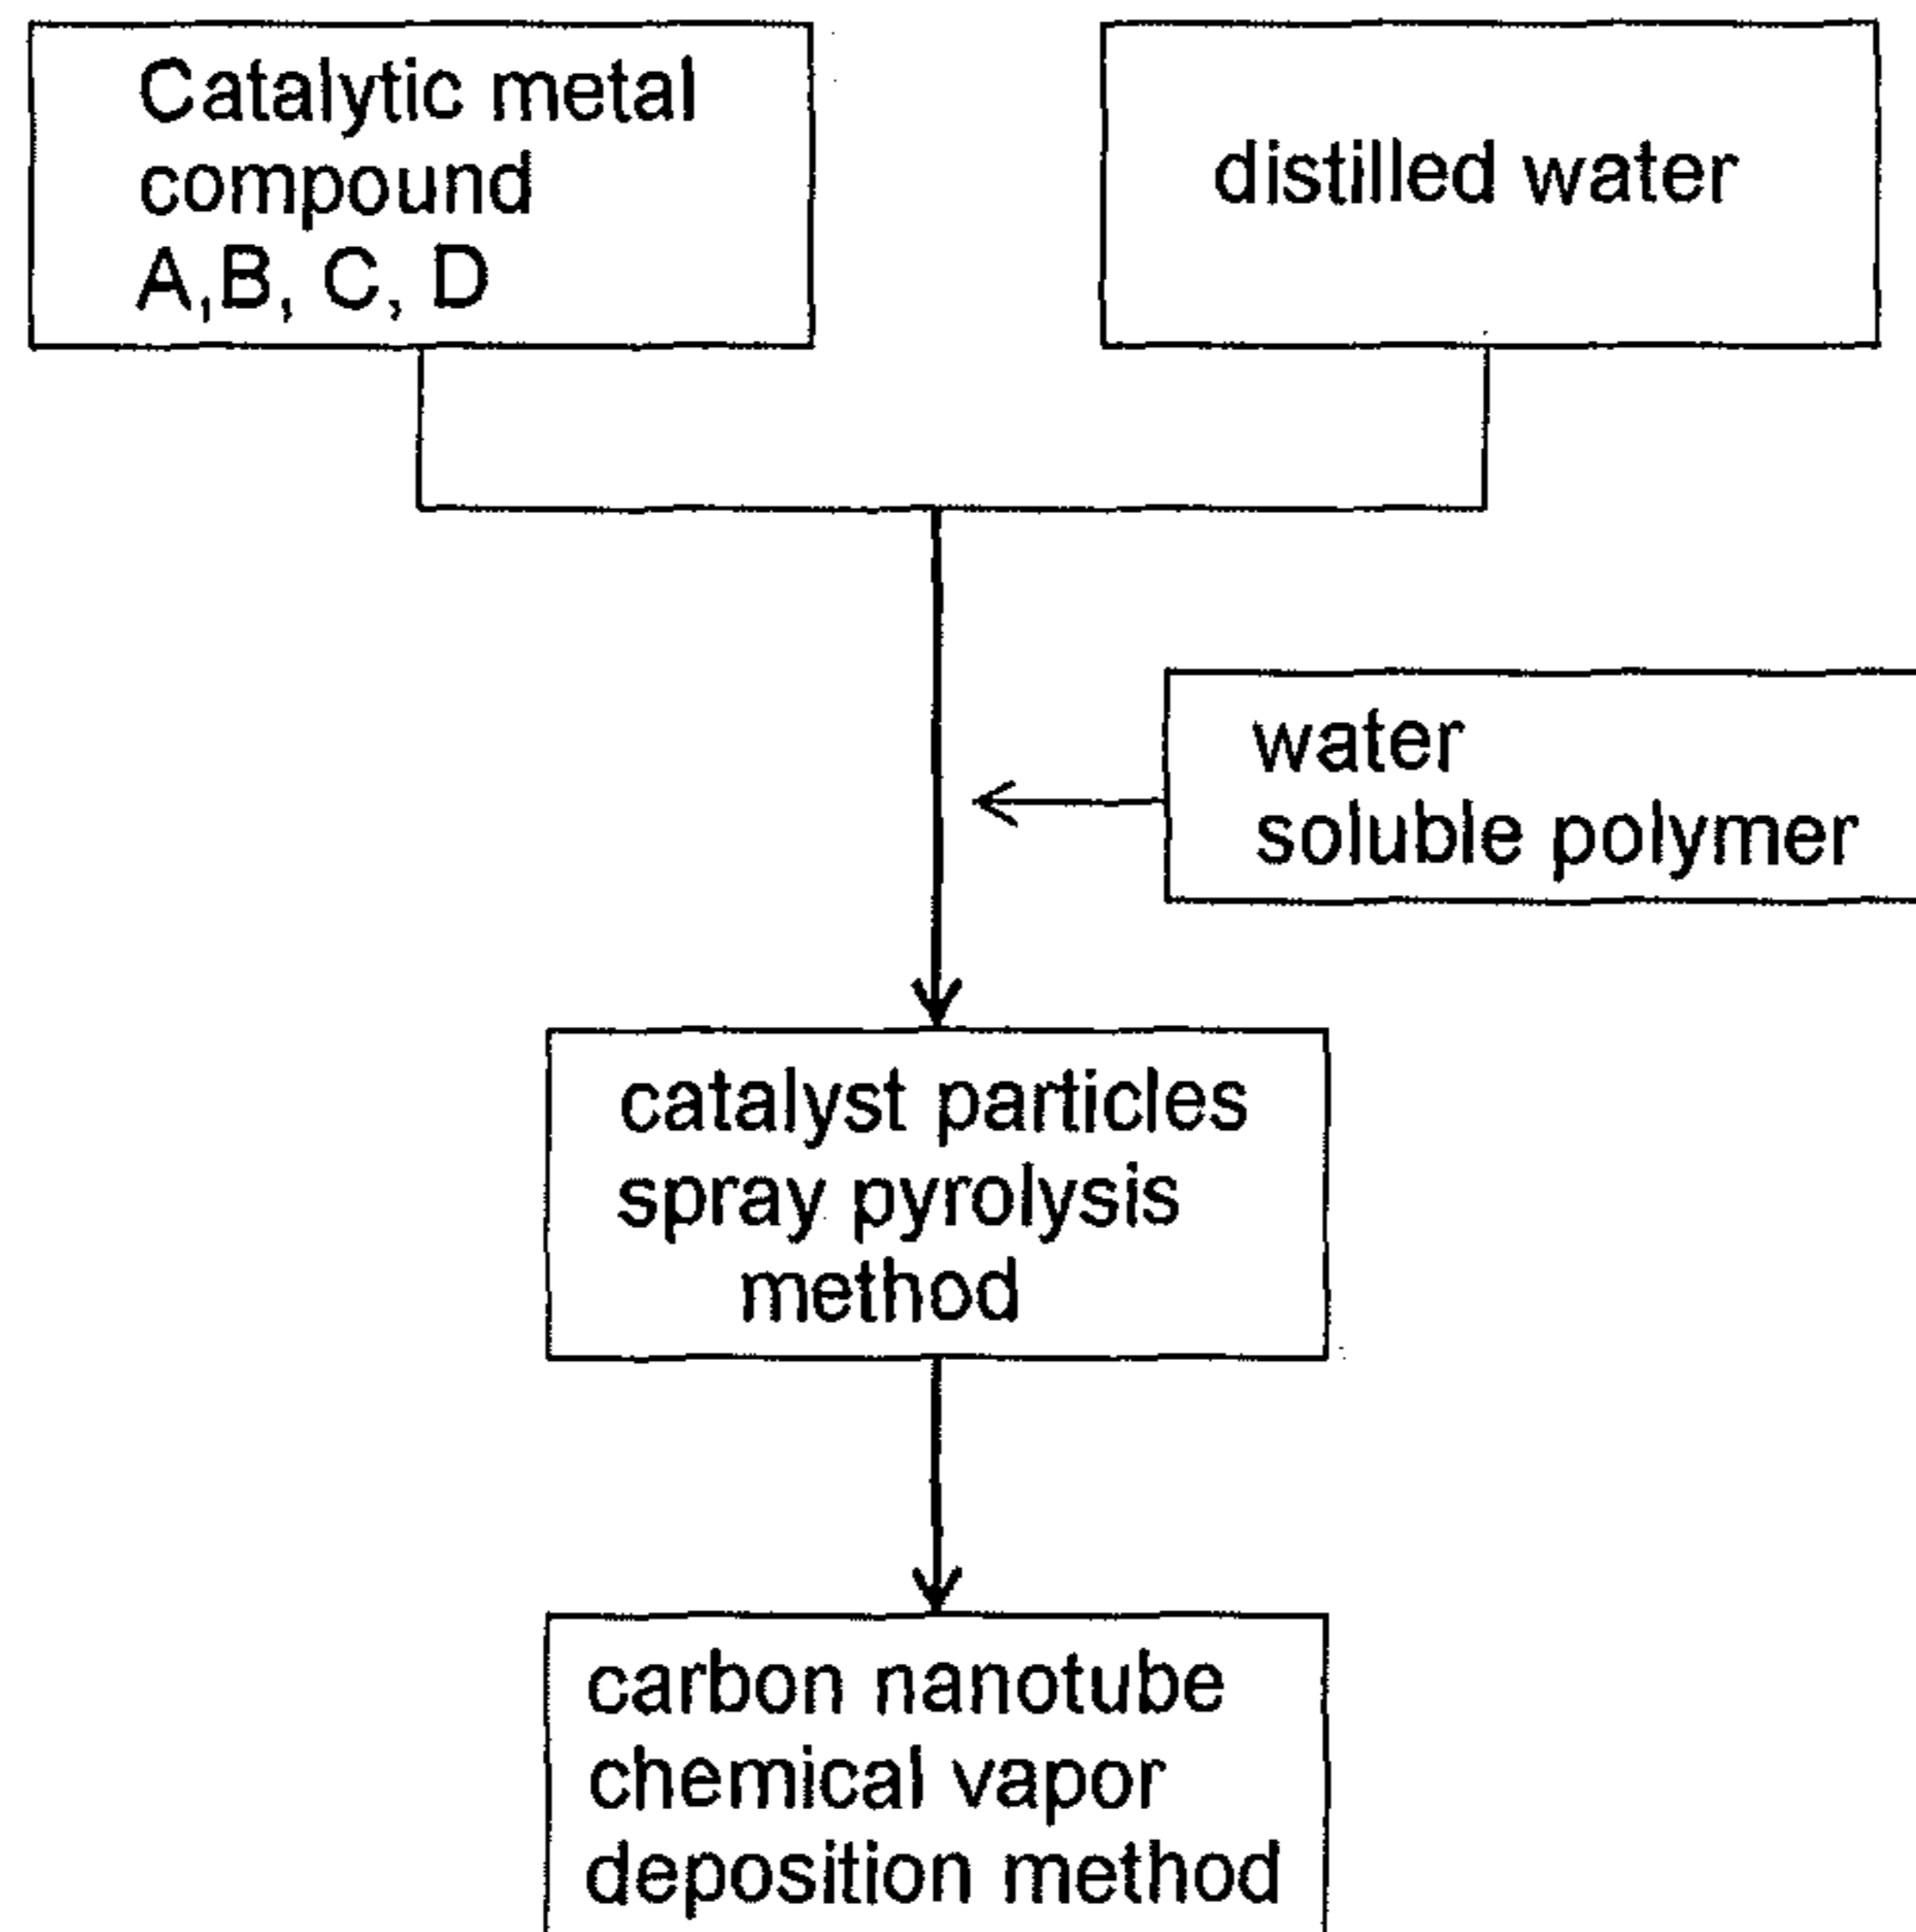 Catalytic metal
compound
A,B, C, D
distilled water
water
soluble polymer
catalyst particles
spray pyrolysis
method
carbon nanotube
chemical vapor
deposition method